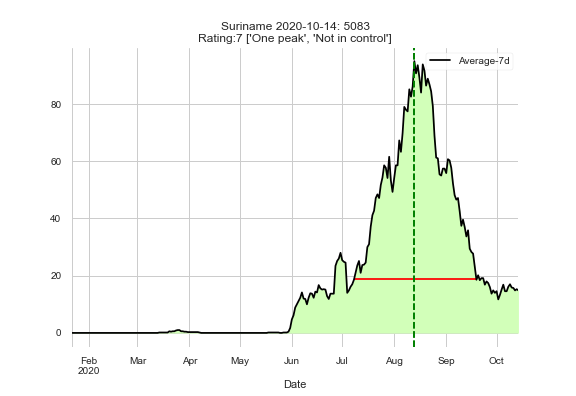 Suriname 2020-10-14: 5083
Rating:7 ['One peak', 'Not in control']
Average-7d
80
60
40
20
0
Feb Mar Apr May Jun Jul Aug Sep Oct
2020
Date